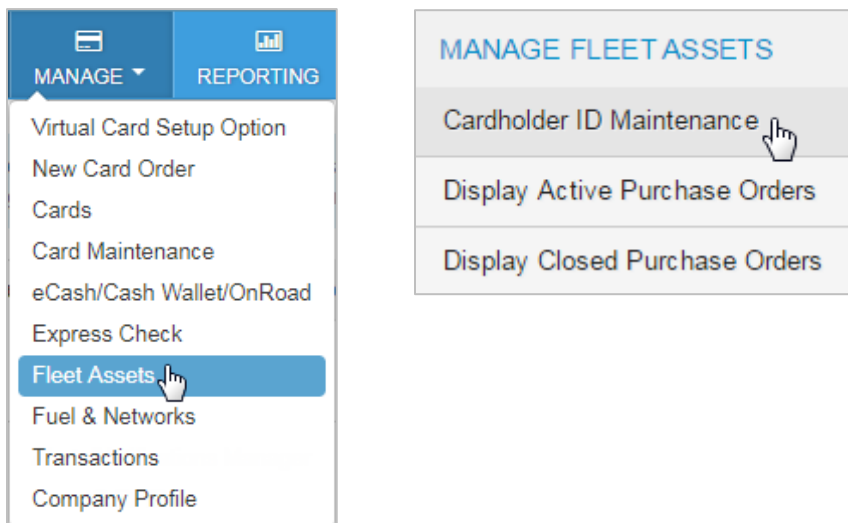 MANAGE
REPORTING
Virtual Card Setup Option
New Card Order
Cards
Card Maintenance
eCash/Cash Wallet/OnRoad
Express Check
Fleet Assets
Fuel & Networks
Transactions
Company Profile
MANAGE FLEET ASSETS
Cardholder ID Maintenance
Display Active Purchase Orders
Display Closed Purchase Orders